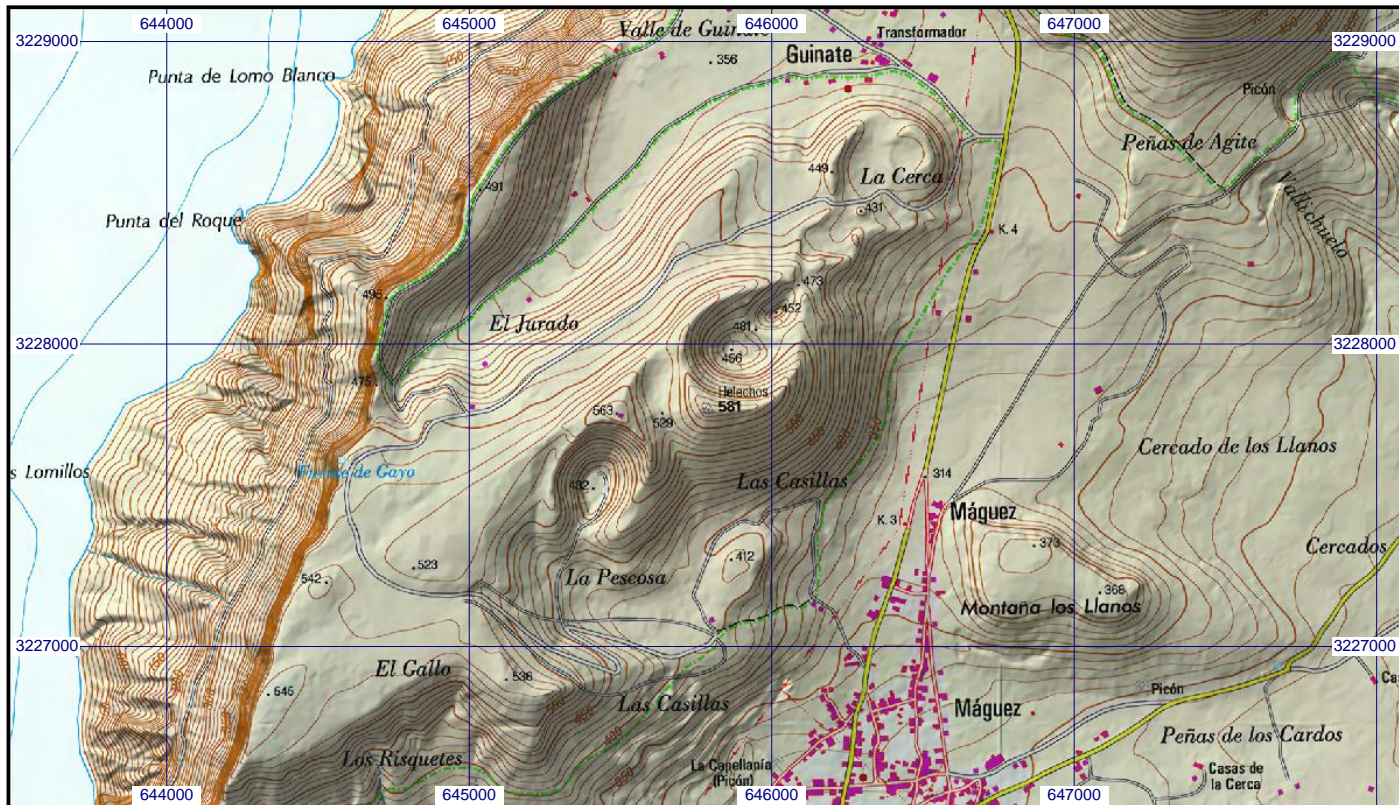 644000
645000
646000
647000
3229000
3229000
Valle de Guinate
Transformador
Guinate
.356
Punta de Lomo Blanco
Picón
Peñas de Agite
449.
La Cerca
491
Vallichuelo
431
Punta del Roque
K. 4
496
473
452
El Jurado
481
3228000
3228000
456
475
Helechos
581
563
529
Cercado de los Llanos
s Lomillos
Fuente de Gayo
432.
Las Casillas
.314
Máguez
K. 3
.373
Cercados
.412
.523
La Pescosa
542
.368
Montaña los Llanos
3227000
3227000
El Gallo
.536
.545
Picón
Ca
Las Casillas
Máguez
Peñas de los Cardos
Los Risquetes
La Capellanía
(Picón)
Casas de
la Cerca
644000
645000
646000
647000